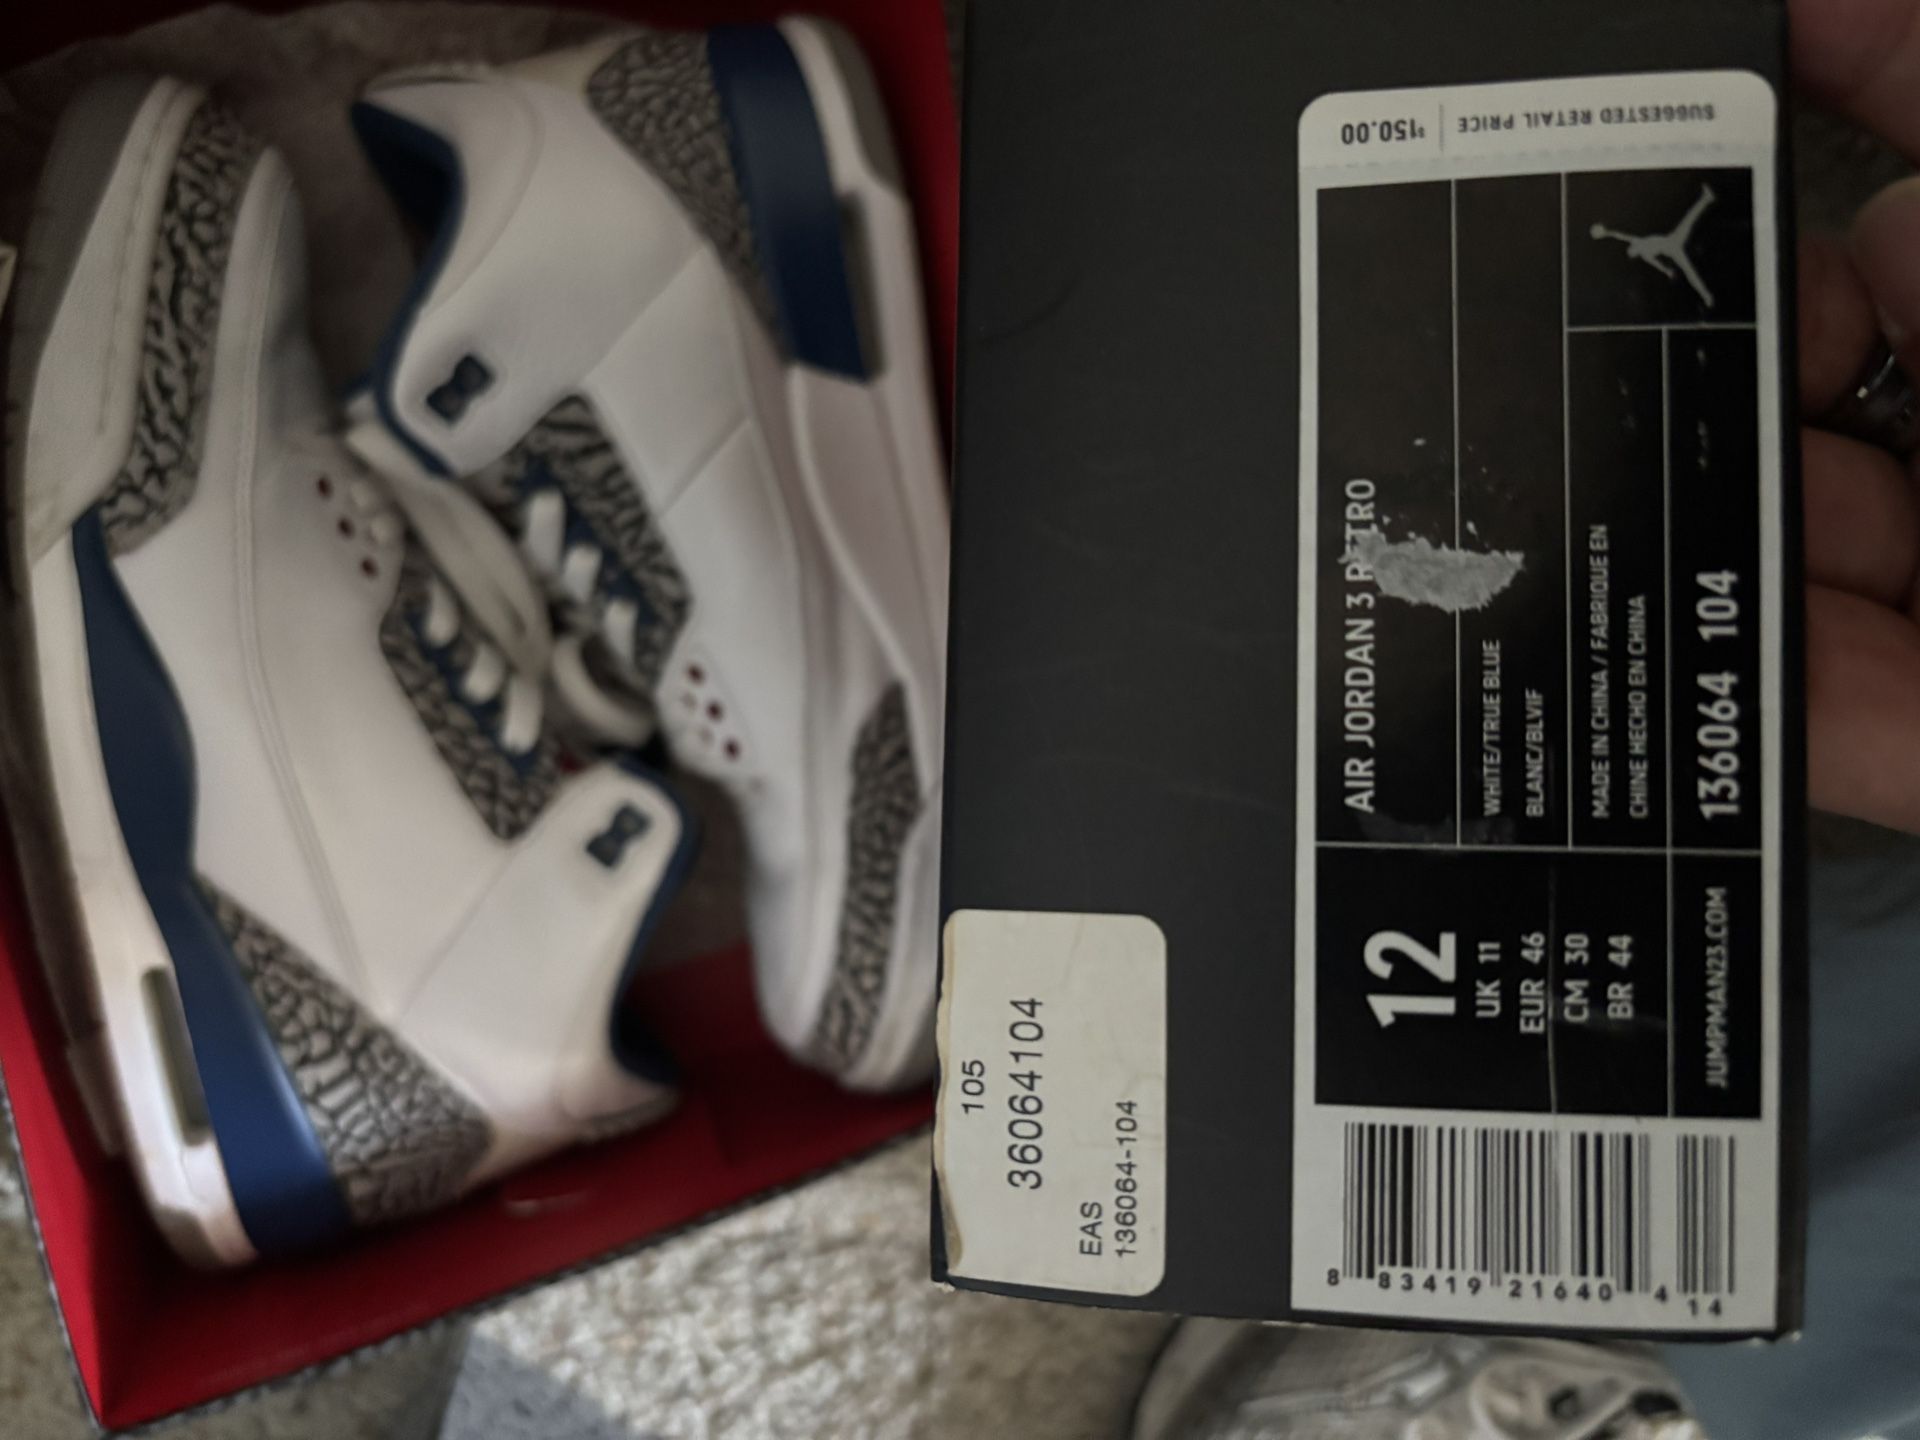 SUGGESTED RETAIL PRICE
$150.00
AIR JORDAN 3 RETRO
WHITE/TRUE BLUE
BLANC/BLVIF
MADE IN CHINA / FABRIQUE EN
CHINE HECHO EN CHINA
136064 104
12
UK 11
EUR 46
CM 30
BR 44
JUMPMAN23.COM
8 83419 21640 4 14
105
36064104
EAS
136064-104